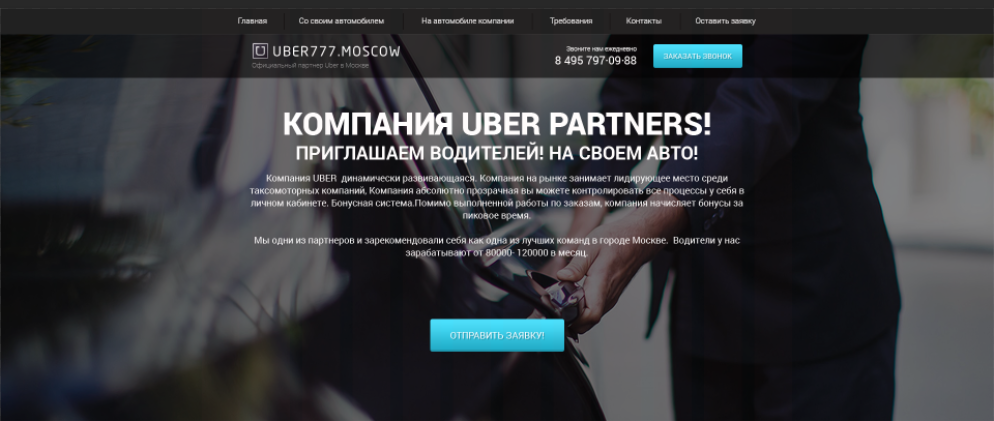 Главная Со своим автомобилем На автомобиле компании Требования Контакты Оставить заявку
UBER777.MOSCOW
Официальный партнер Uber в Москве
Звоните нам ежедневно
8 495 797-09-88
ЗАКАЗАТЬ ЗВОНОК
КОМПАНИЯ UBER PARTNERS!
ПРИГЛАШАЕМ ВОДИТЕЛЕЙ! НА СВОЕМ АВТО!
Компания UBER динамически развивающаяся. Компания на рынке занимает лидирующее место среди
таксомоторных компаний, Компания абсолютно прозрачная вы можете контролировать все процессы у себя в
личном кабинете. Бонусная система.Помимо выполненной работы по заказам, компания начисляет бонусы за
пиковое время.
Мы одни из партнеров и зарекомендовали себя как одна из лучших команд в городе Москве. Водители у нас
зарабатывают от 80000- 120000 в месяц.
ОТПРАВИТЬ ЗАЯВКУ!